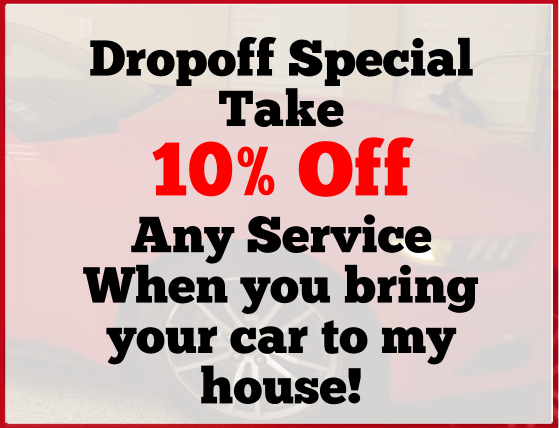 Dropoff Special
Take
10% Off
Any Service
When you bring
your car to my
house!